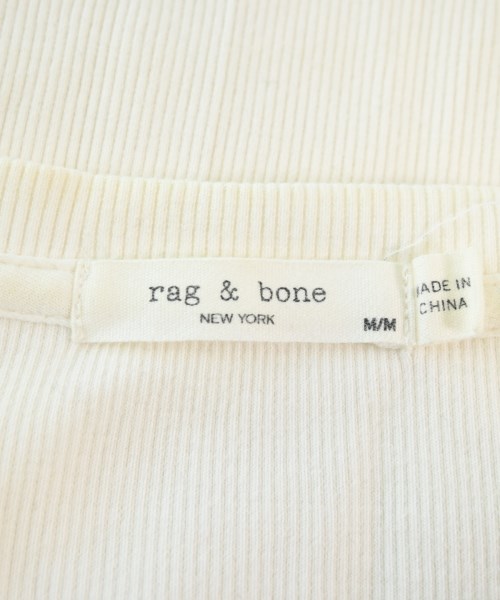 rag & bone
NEW YORK
M/M
MADE IN
CHINA